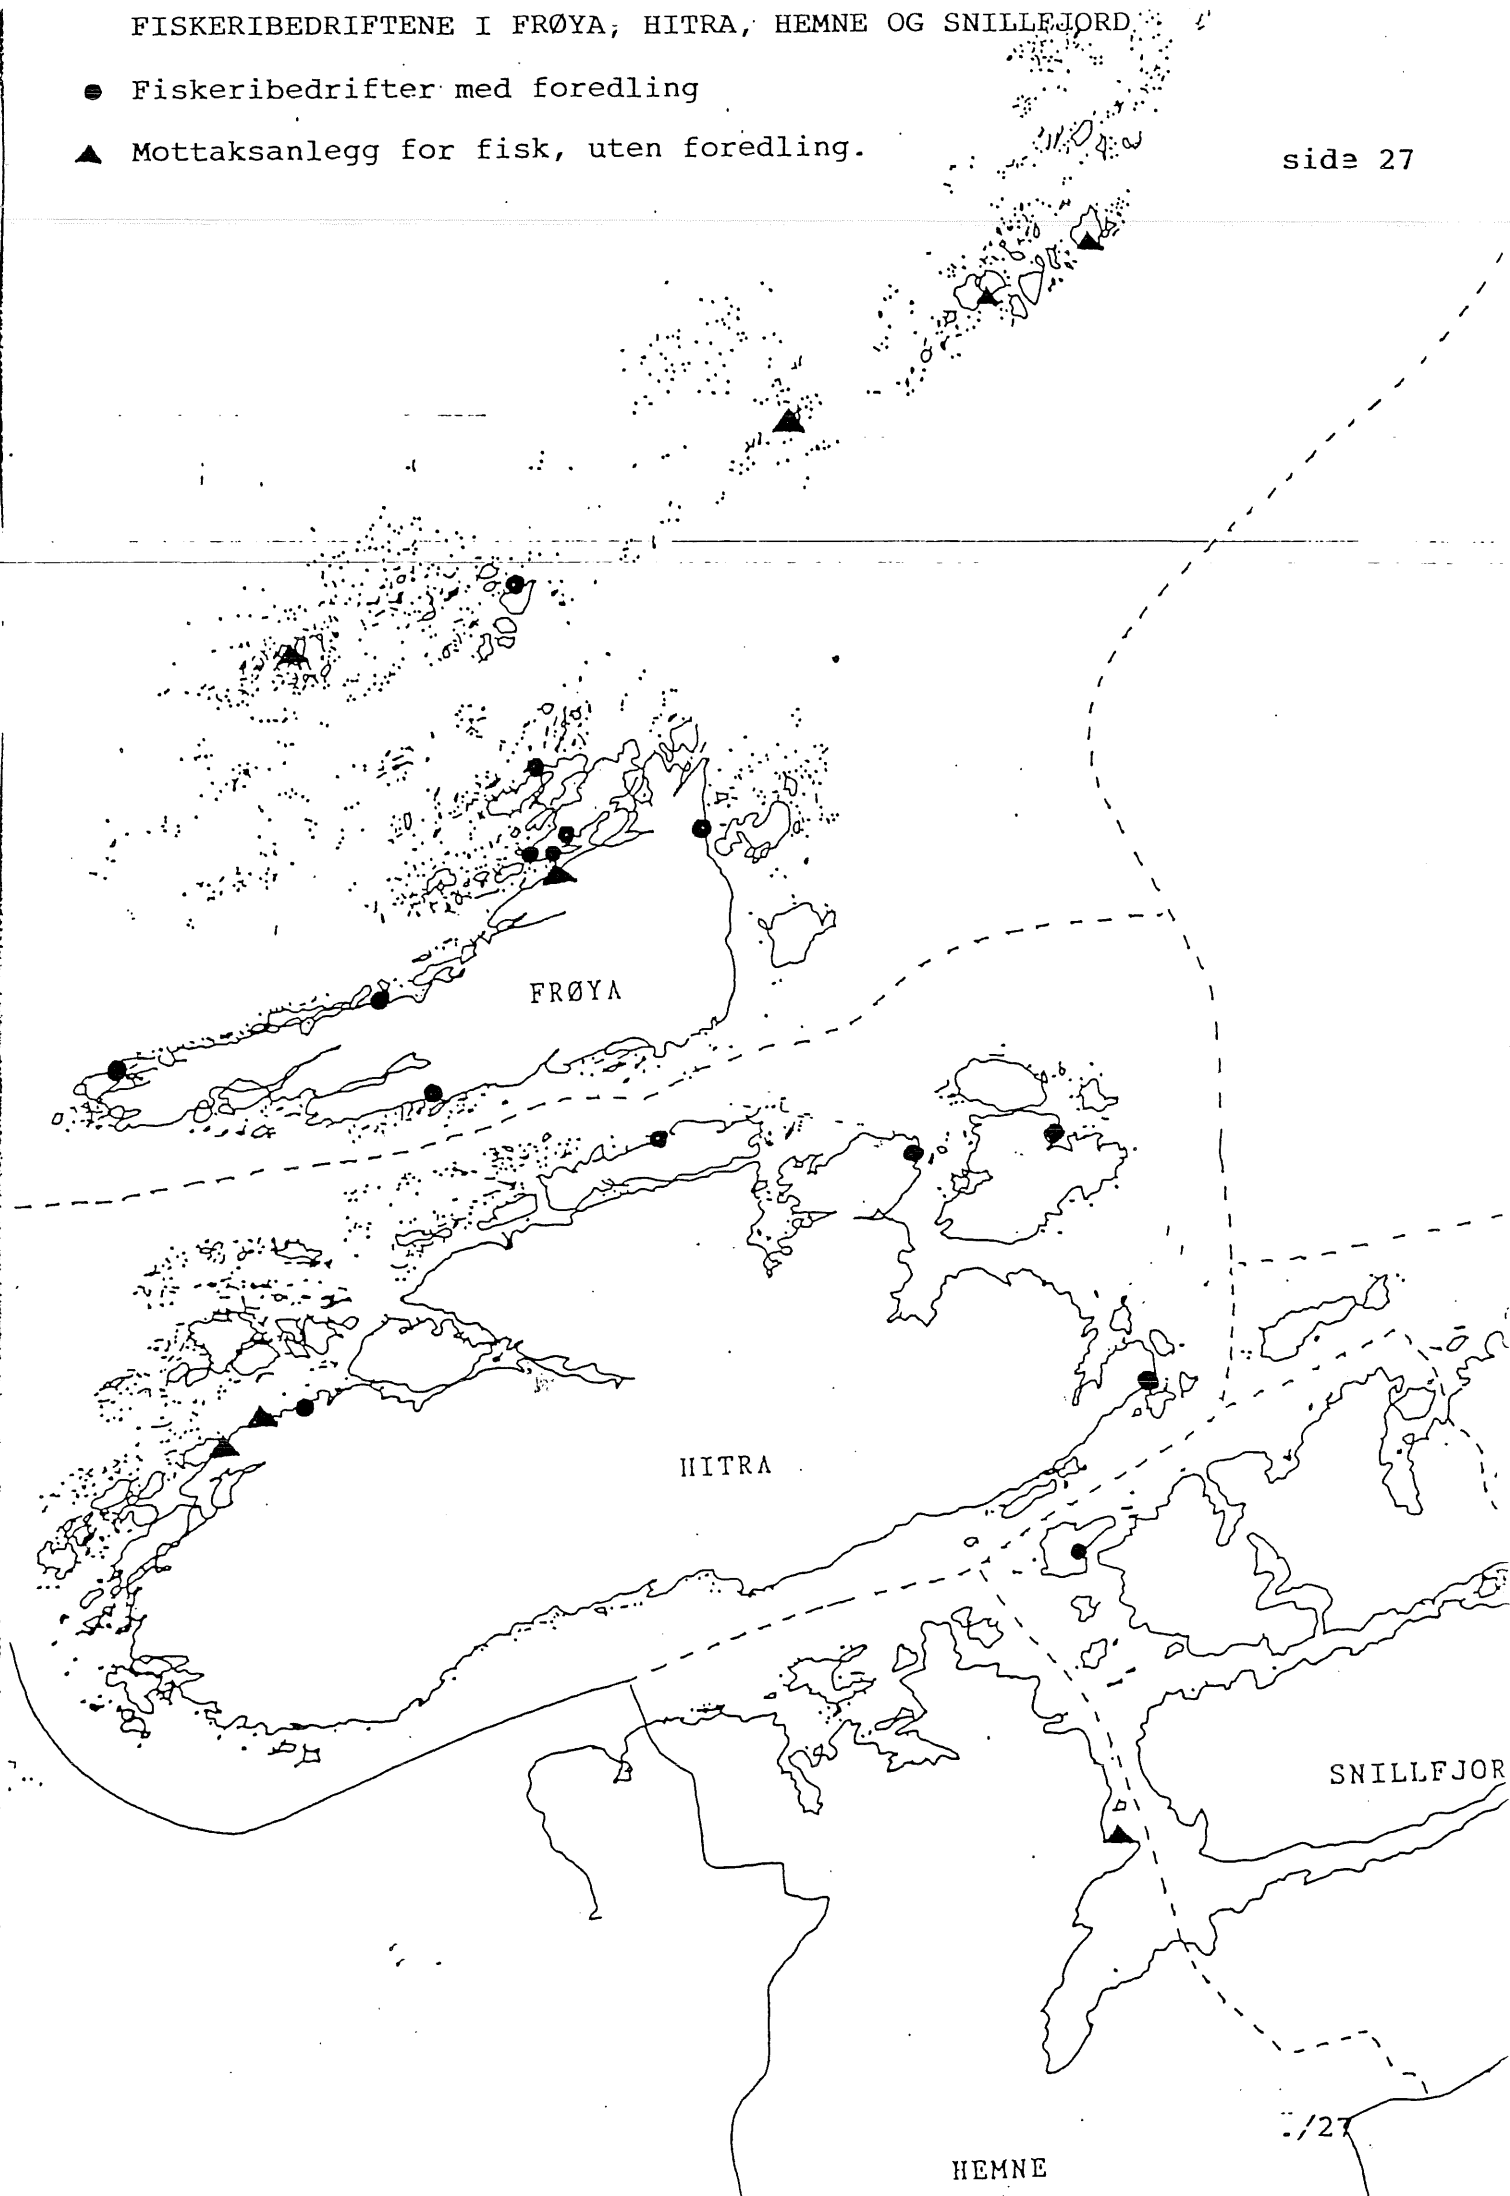 FISKERIBEDRIFTENE I FRØYA, HITRA, HEMNE OG SNILLFJORD
● Fiskeribedrifter med foredling
▲ Mottaksanlegg for fisk, uten foredling.
side 27
FRØYA
HITRA
SNILLFJOR
./27
HEMNE